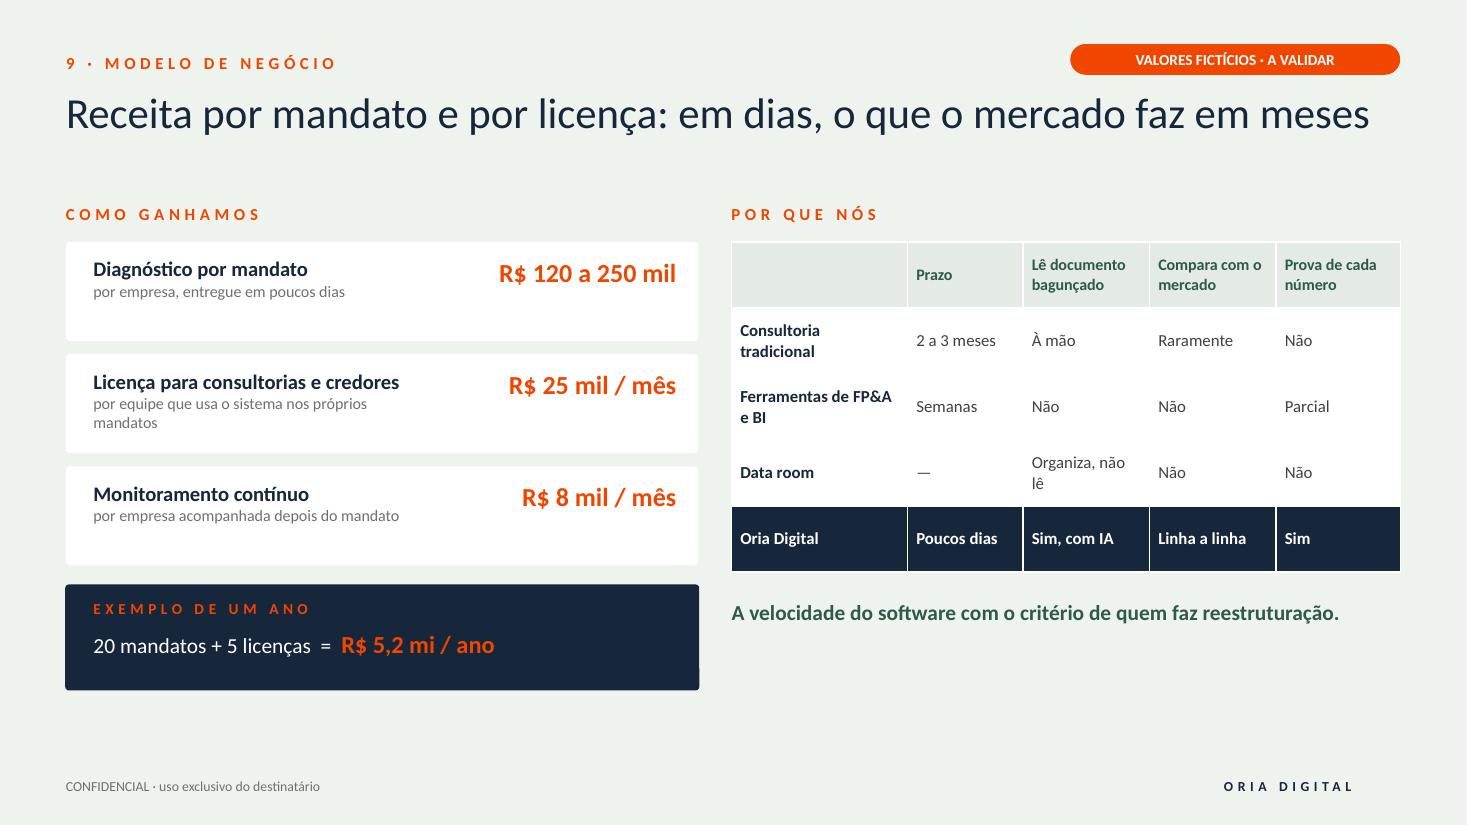 9 · MODELO DE NEGÓCIO
VALORES FICTÍCIOS · A VALIDAR
Receita por mandato e por licença: em dias, o que o mercado faz em meses
COMO GANHAMOS
Diagnóstico por mandato
R$ 120 a 250 mil
por empresa, entregue em poucos dias
Licença para consultorias e credores
R$ 25 mil / mês
por equipe que usa o sistema nos próprios
mandatos
Monitoramento contínuo
R$ 8 mil / mês
por empresa acompanhada depois do mandato
EXEMPLO DE UM ANO
20 mandatos + 5 licenças = R$ 5,2 mi / ano
POR QUE NÓS
Prazo
Lê documento
bagunçado
Compara com o
mercado
Prova de cada
número
Consultoria
tradicional
2 a 3 meses
À mão
Raramente
Não
Ferramentas de FP&A
e BI
Semanas
Não
Não
Parcial
Data room
—
Organiza, não
lê
Não
Não
Oria Digital
Poucos dias
Sim, com IA
Linha a linha
Sim
A velocidade do software com o critério de quem faz reestruturação.
CONFIDENCIAL · uso exclusivo do destinatário
ORIA DIGITAL